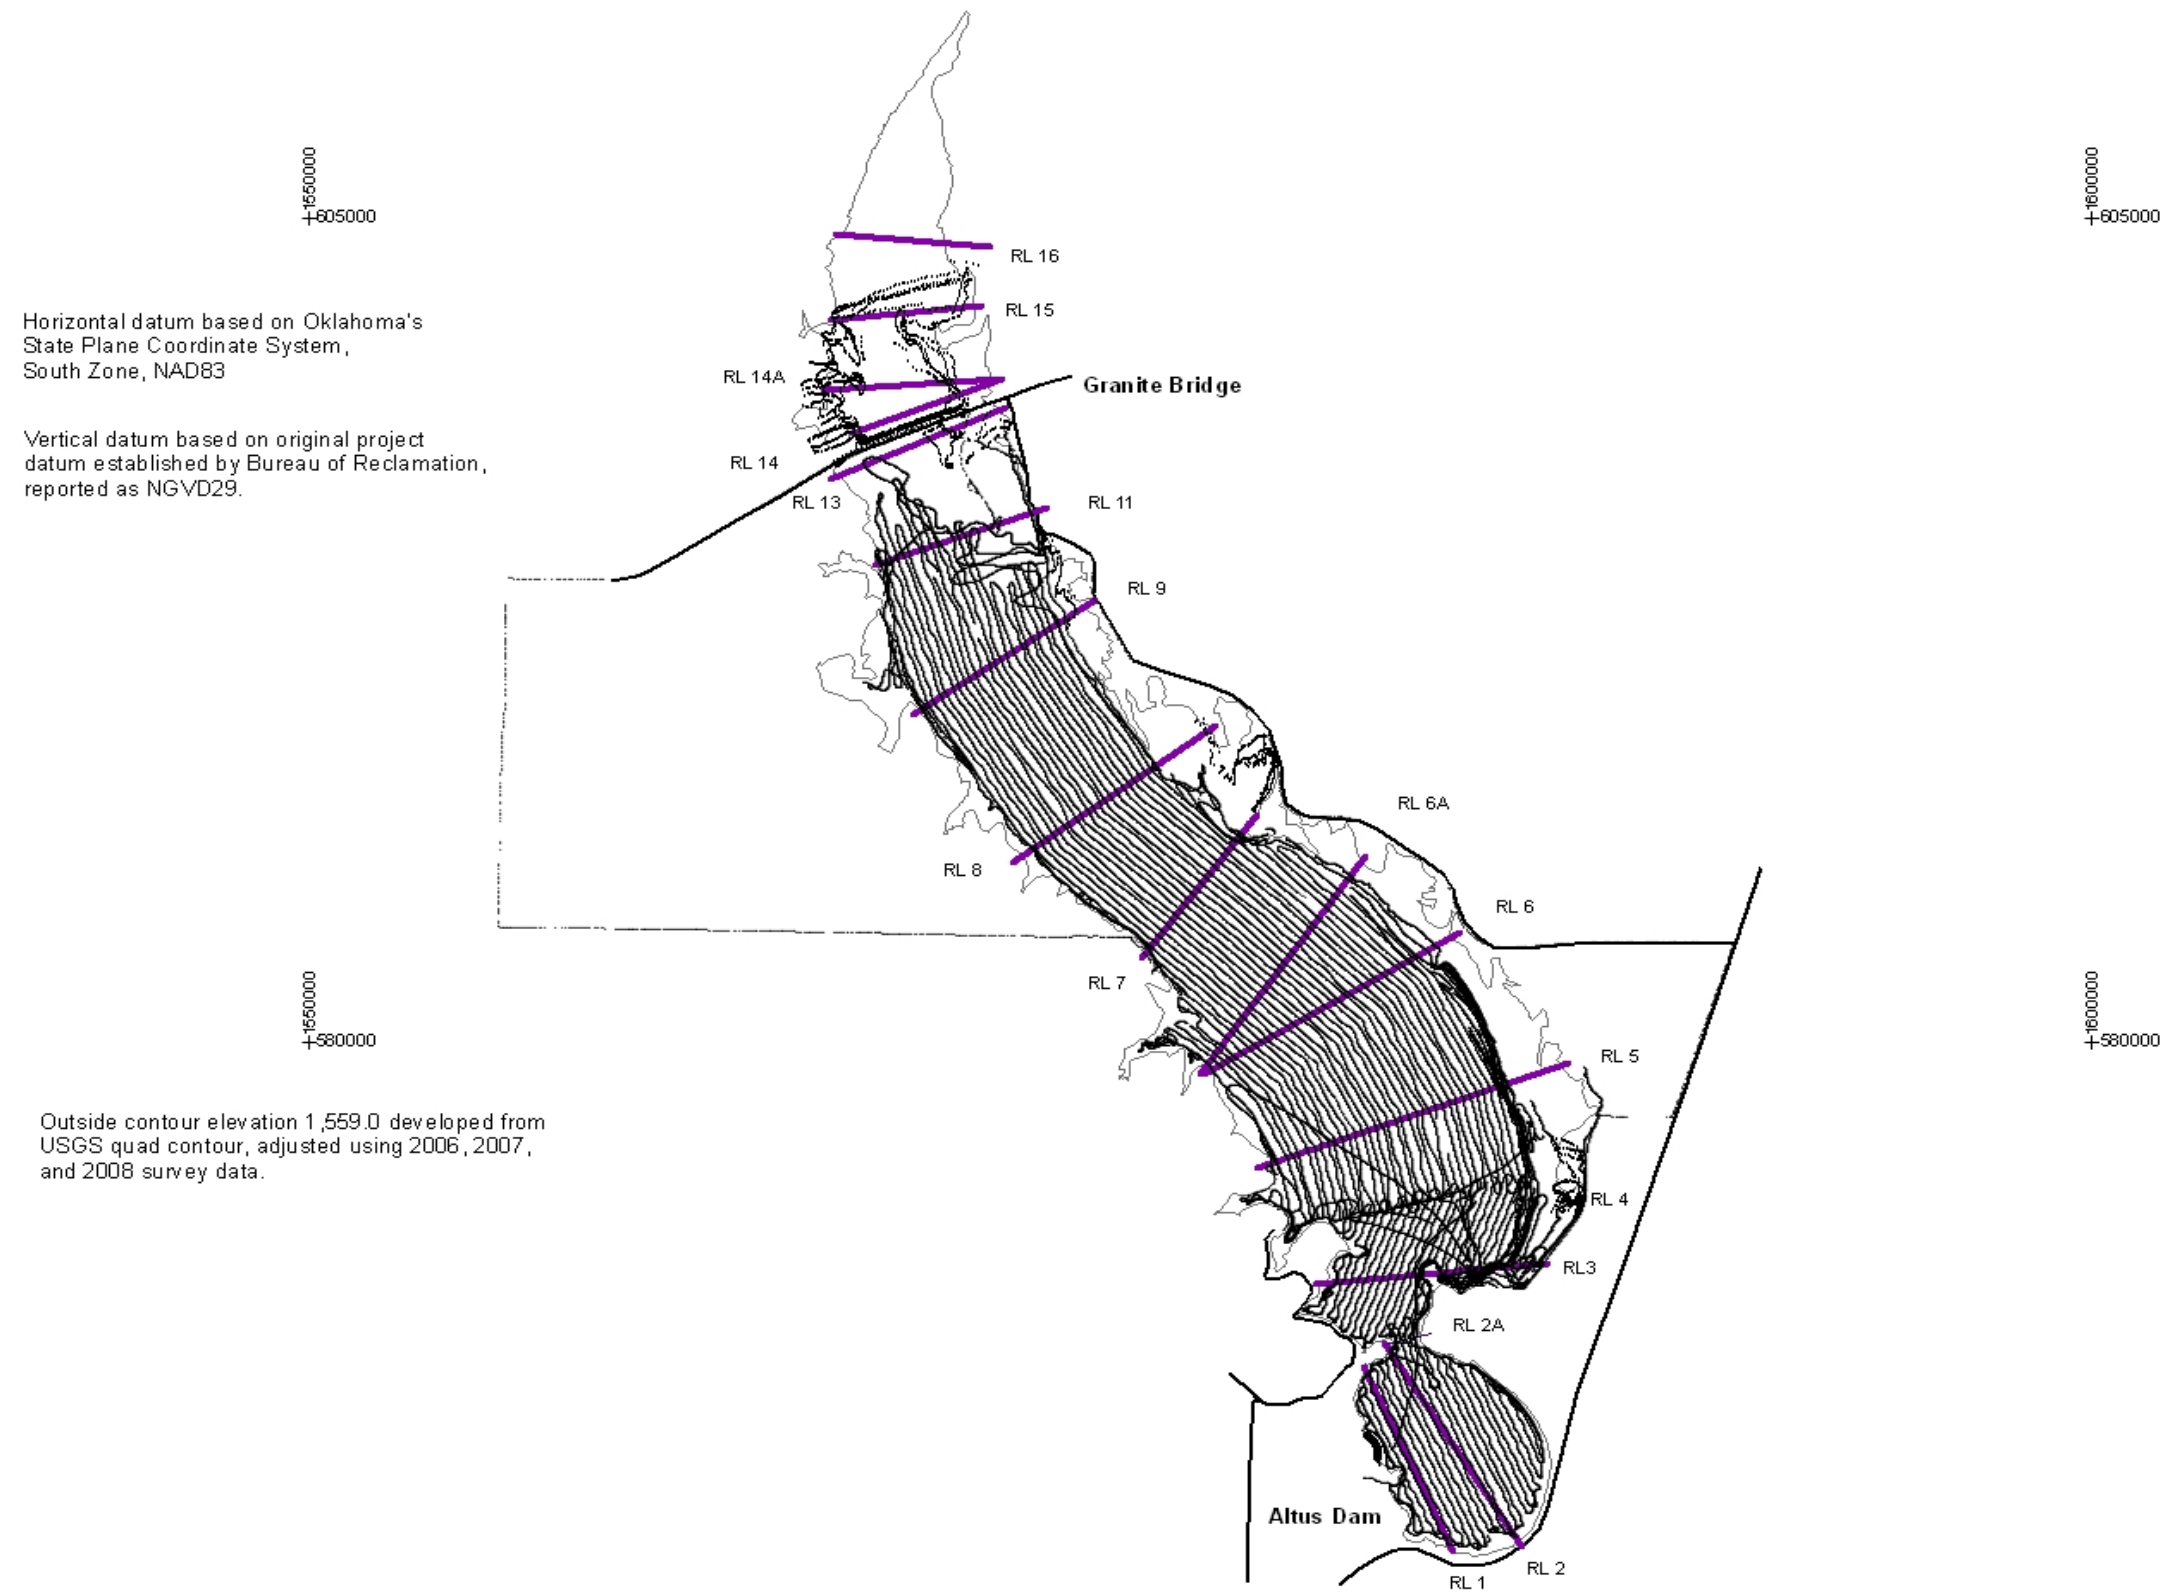 1550000
+605000
1600000
+605000
RL 16
RL 15
Horizontal datum based on Oklahoma's
State Plane Coordinate System,
South Zone, NAD83
RL 14A
Granite Bridge
Vertical datum based on original project
datum established by Bureau of Reclamation,
reported as NGVD29.
RL 14
RL 13
RL 11
RL 9
RL 6A
RL 8
RL 6
RL 7
1550000
+580000
1600000
+580000
RL 5
Outside contour elevation 1,559.0 developed from
USGS quad contour, adjusted using 2006, 2007,
and 2008 survey data.
RL 4
RL3
RL 2A
Altus Dam
RL 2
RL 1